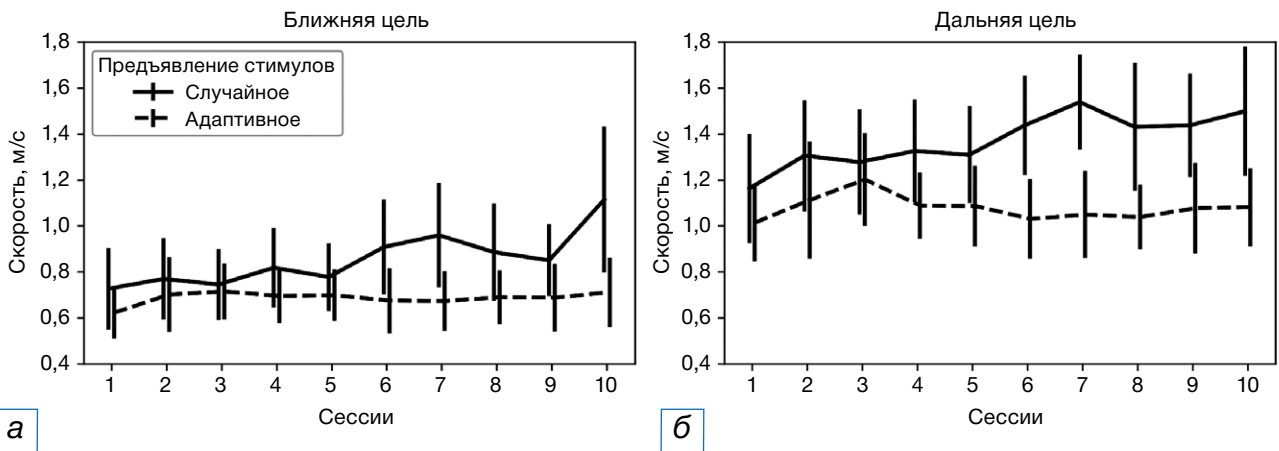 Ближняя цель
1,8
1,6
1,4
1,2
1,0
0,8
0,6
0,4
Скорость, м/с
Предъявление стимулов
Случайное
Адаптивное
1 2 3 4 5 6 7 8 9 10
Сессии
а
Дальняя цель
1,8
1,6
1,4
1,2
1,0
0,8
0,6
0,4
Скорость, м/с
1 2 3 4 5 6 7 8 9 10
Сессии
б